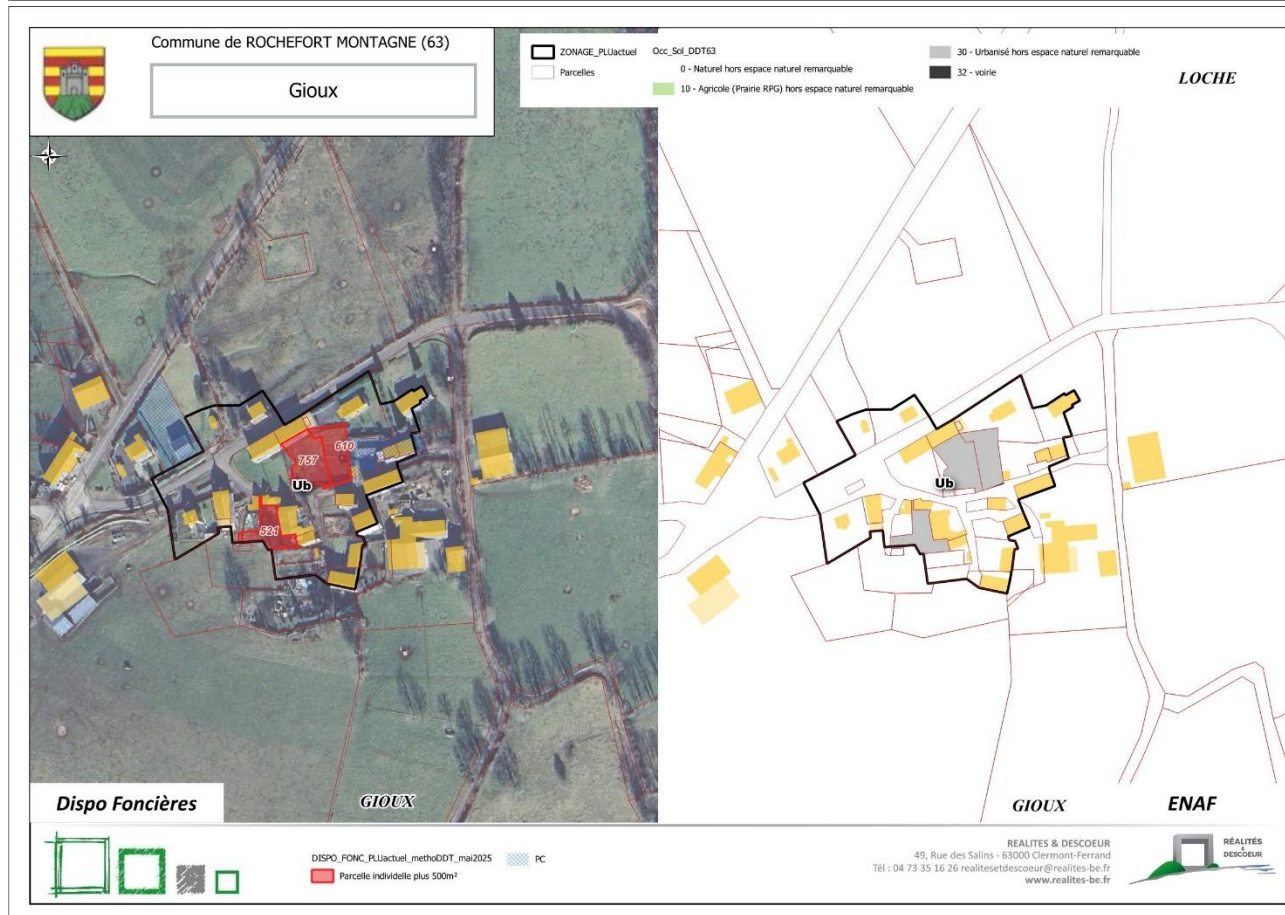 Commune de ROCHEFORT MONTAGNE (63)
Gioux
ZONAGE_PLUactuel
Parcelles
Occ_Sol_DDT63
0 - Naturel hors espace naturel remarquable
10 - Agricole (Prairie RPG) hors espace naturel remarquable
30 - Urbanisé hors espace naturel remarquable
32 - voirie
LOCHE
610
757
Ub
521
Ub
Dispo Foncières
GIOUX
GIOUX
ENAF
DISPO_FONC_PLUactuel_methoDDT_mai2025
PC
Parcelle individelle plus 500m²
REALITES & DESCOEUR
49, Rue des Salins - 63000 Clermont-Ferrand
Tél : 04 73 35 16 26 realitesetdescoeur@realites-be.fr
www.realites-be.fr
RÉALITÉS
&
DESCOEUR